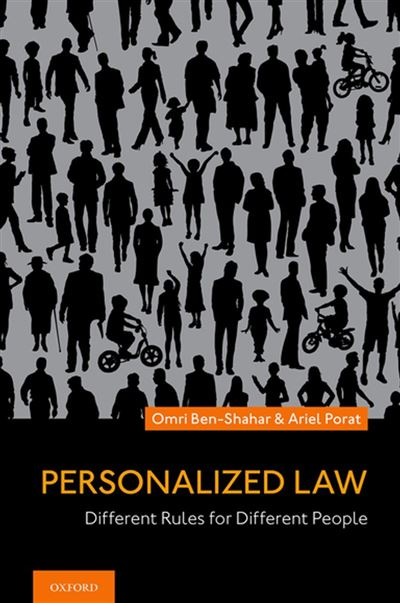 Omri Ben-Shahar & Ariel Porat
PERSONALIZED LAW
Different Rules for Different People
OXFORD